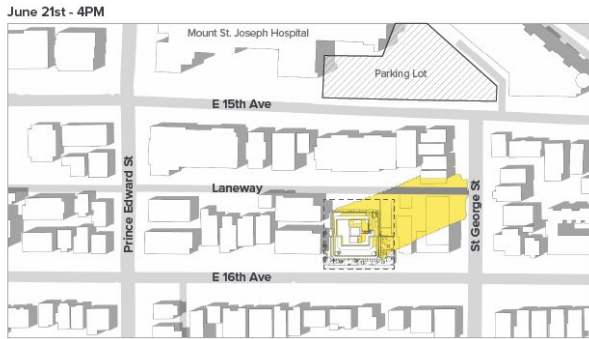 June 21st - 4PM
Mount St. Joseph Hospital
Parking Lot
E 15th Ave
Prince Edward St
Laneway
St George St
E 16th Ave